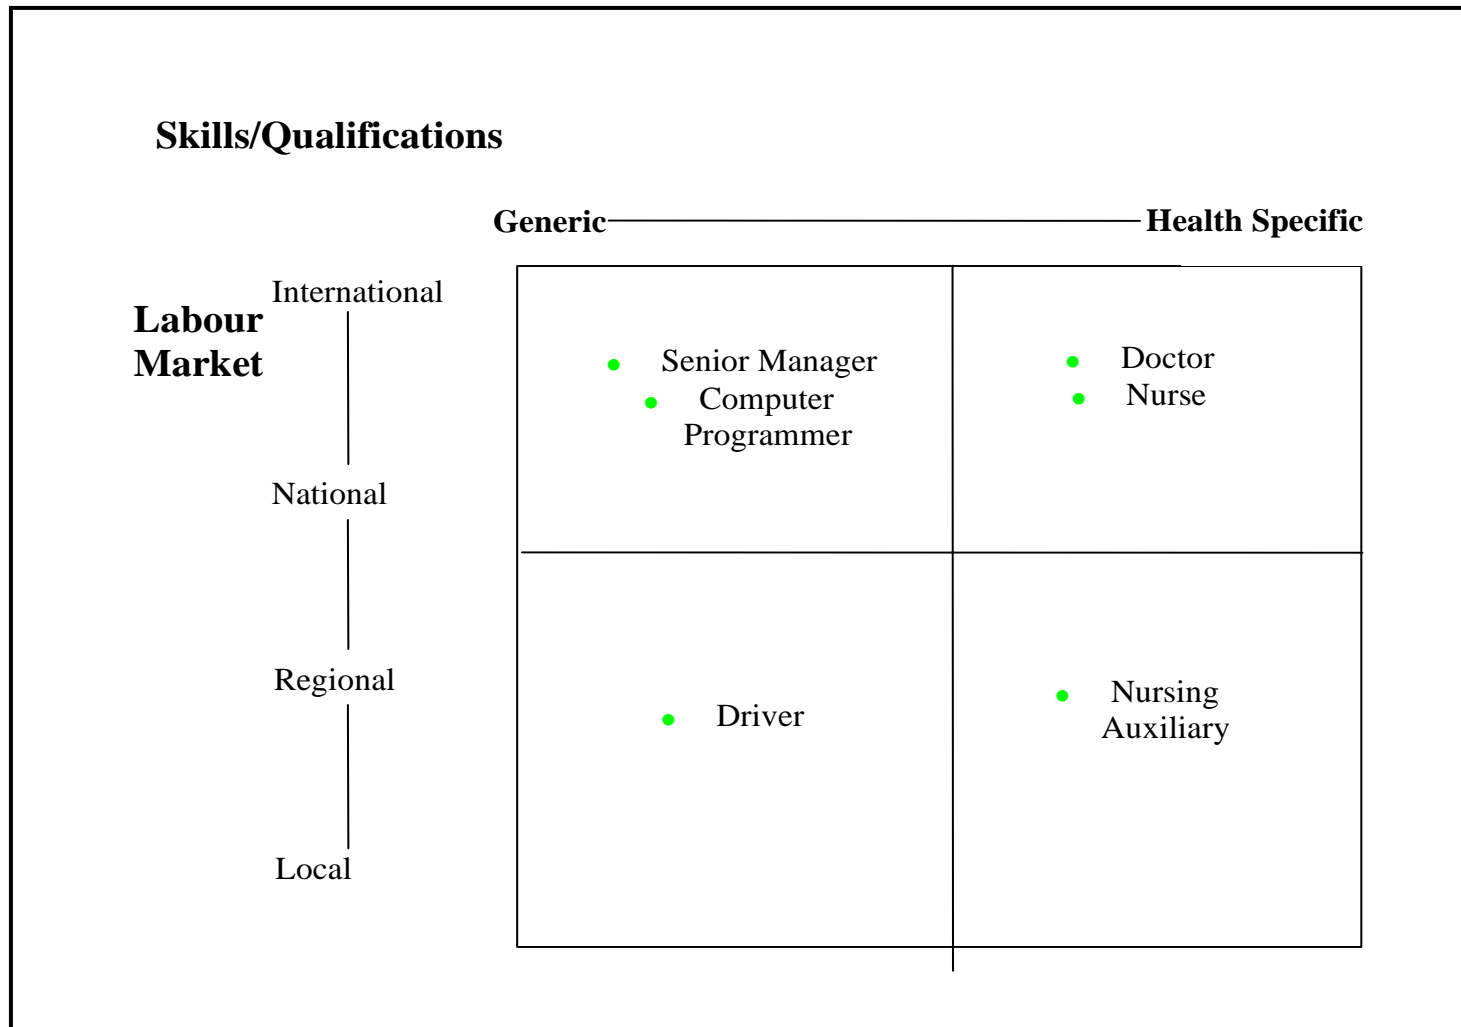 Skills/Qualifications
Generic Health Specific
International
Labour
Market
Senior Manager
Computer
Programmer
Doctor
Nurse
National
Regional
Driver
Nursing
Auxiliary
Local